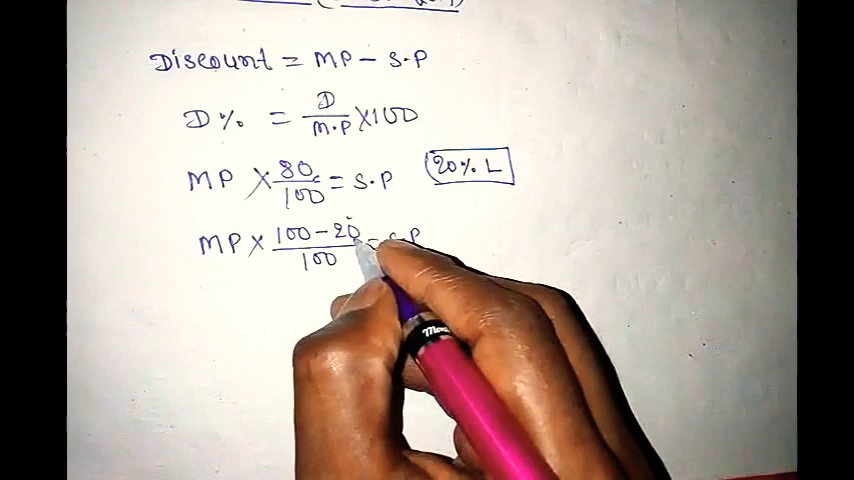 Discount = MP - S.P
D% = D/M.P × 100
MP × 80/100 = S.P (20% L
MP × 100-20/100 = S.P